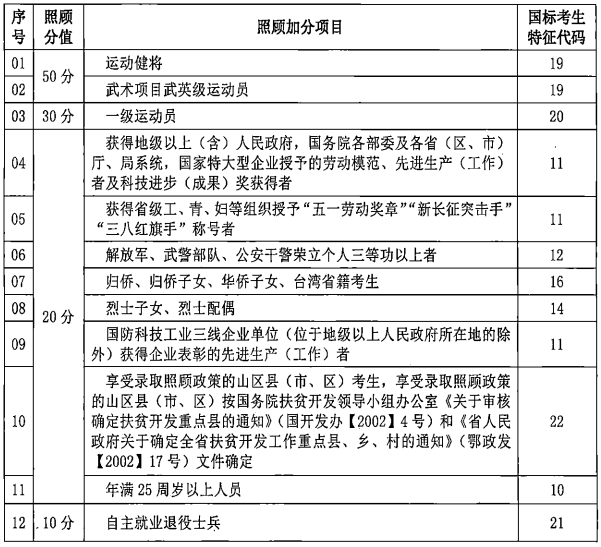 序号 照顾分值 照顾加分项目 国标考生特征代码
01 50分 运动健将 19
02 武术项目武英级运动员 19
03 30分 一级运动员 20
04 20分 获得地级以上（含）人民政府，国务院各部委及各省（区、市）
厅、局系统，国家特大型企业授予的劳动模范、先进生产（工作）
者及科技进步（成果）奖获得者 11
05 获得省级工、青、妇等组织授予“五一劳动奖章”“新长征突击手”
“三八红旗手”称号者 11
06 解放军、武警部队、公安干警荣立个人三等功以上者 12
07 归侨、归侨子女、华侨子女、台湾省籍考生 16
08 烈士子女、烈士配偶 14
09 国防科技工业三线企业单位（位于地级以上人民政府所在地的除
外）获得企业表彰的先进生产（工作）者 11
10 享受录取照顾政策的山区县（市、区）考生，享受录取照顾政策
的山区县（市、区）按国务院扶贫开发领导小组办公室《关于审核
确定扶贫开发重点县的通知》（国开发办【2002】4号）和《省人民
政府关于确定全省扶贫开发工作重点县、乡、村的通知》（鄂政发
【2002】17号）文件确定 22
11 年满25周岁以上人员 10
12 10分 自主就业退役士兵 21